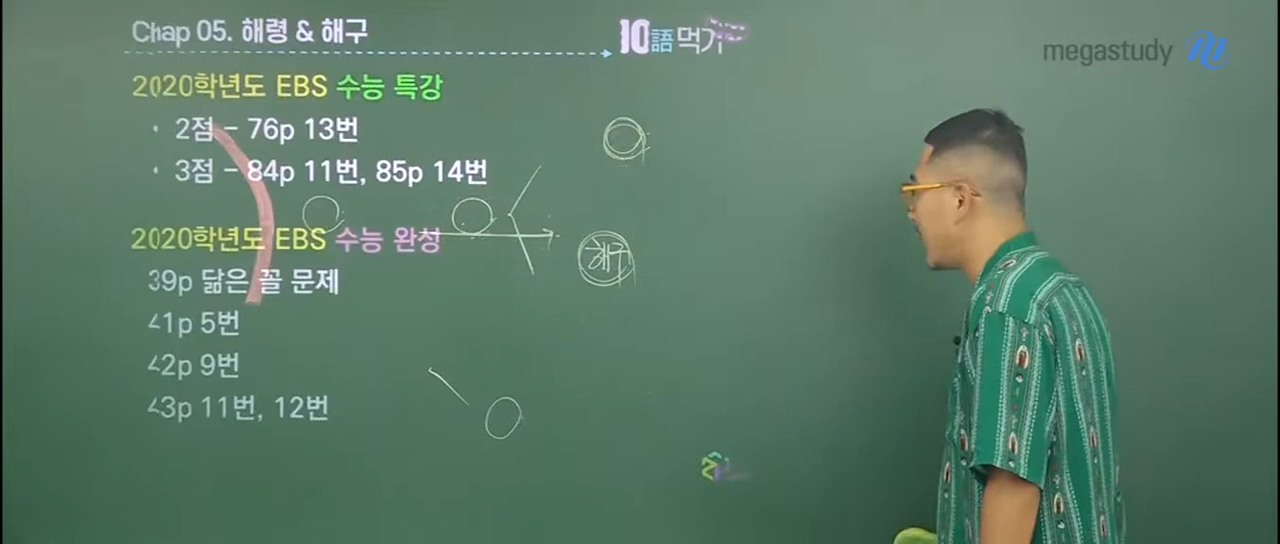 Chap 05. 해령 & 해구
10語먹기
megastudy
2020학년도 EBS 수능 특강
• 2점 - 76p 13번
• 3점 - 84p 11번, 85p 14번
2020학년도 EBS 수능 완성
해구
39p 닮은 꼴 문제
41p 5번
42p 9번
43p 11번, 12번